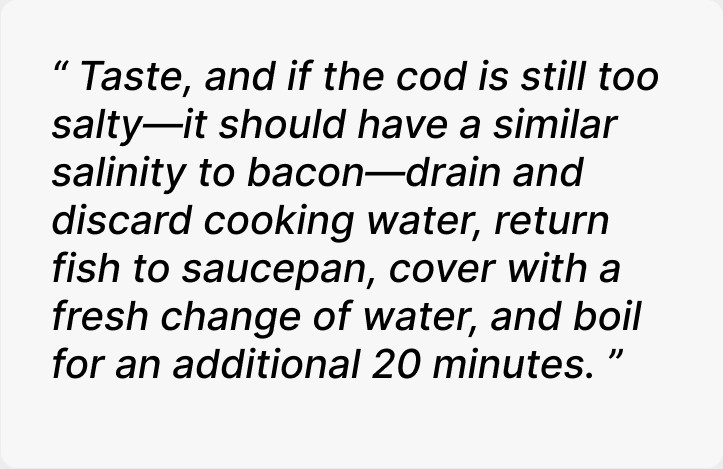 “ Taste, and if the cod is still too
salty—it should have a similar
salinity to bacon—drain and
discard cooking water, return
fish to saucepan, cover with a
fresh change of water, and boil
for an additional 20 minutes. ”